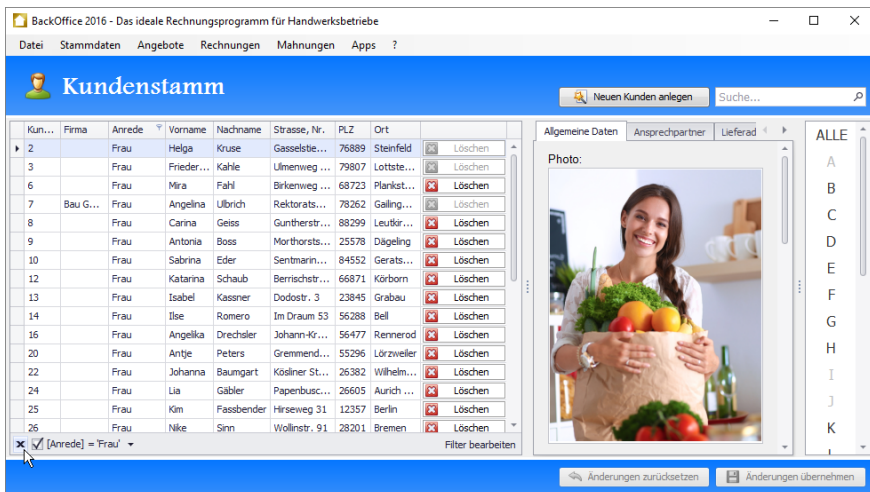 BackOffice 2016 - Das ideale Rechnungsprogramm für Handwerksbetriebe
Datei Stammdaten Angebote Rechnungen Mahnungen Apps ?
Kundenstamm
Neuen Kunden anlegen Suche...
Kun... Firma Anrede Vorname Nachname Strasse, Nr. PLZ Ort
2 Frau Helga Kruse Gasselstie... 76889 Steinfeld Löschen
3 Frau Frieder... Kahle Ulmenweg ... 79807 Lottste... Löschen
6 Frau Mira Fahl Birkenweg ... 68723 Plankst... Löschen
7 Bau G... Frau Angelina Ulbrich Rektorats... 78262 Gailing... Löschen
8 Frau Carina Geiss Guntherstr... 88299 Leutkir... Löschen
9 Frau Antonia Boss Morthorsts... 25578 Dägeling Löschen
10 Frau Sabrina Eder Sentmarin... 84552 Gerats... Löschen
12 Frau Katarina Schaub Berrischstr... 66871 Körborn Löschen
13 Frau Isabel Kassner Dodostr. 3 23845 Grabau Löschen
14 Frau Ilse Romero Im Draum 53 56288 Bell Löschen
16 Frau Angelika Drechsler Johann-Kr... 56477 Rennerod Löschen
20 Frau Antje Peters Gremmend... 55296 Lörzweiler Löschen
22 Frau Johanna Baumgart Kösliner St... 26382 Wilhelm... Löschen
24 Frau Lia Gäbler Papenbusc... 26605 Aurich ... Löschen
25 Frau Kim Fassbender Hirseweg 31 12357 Berlin Löschen
26 Frau Nike Sinn Wollinstr. 91 28201 Bremen Löschen
[Anrede] = 'Frau' Filter bearbeiten
Allgemeine Daten Ansprechpartner Lieferad
Photo:
ALLE
A
B
C
D
E
F
G
H
I
J
K
Änderungen zurücksetzen Änderungen übernehmen